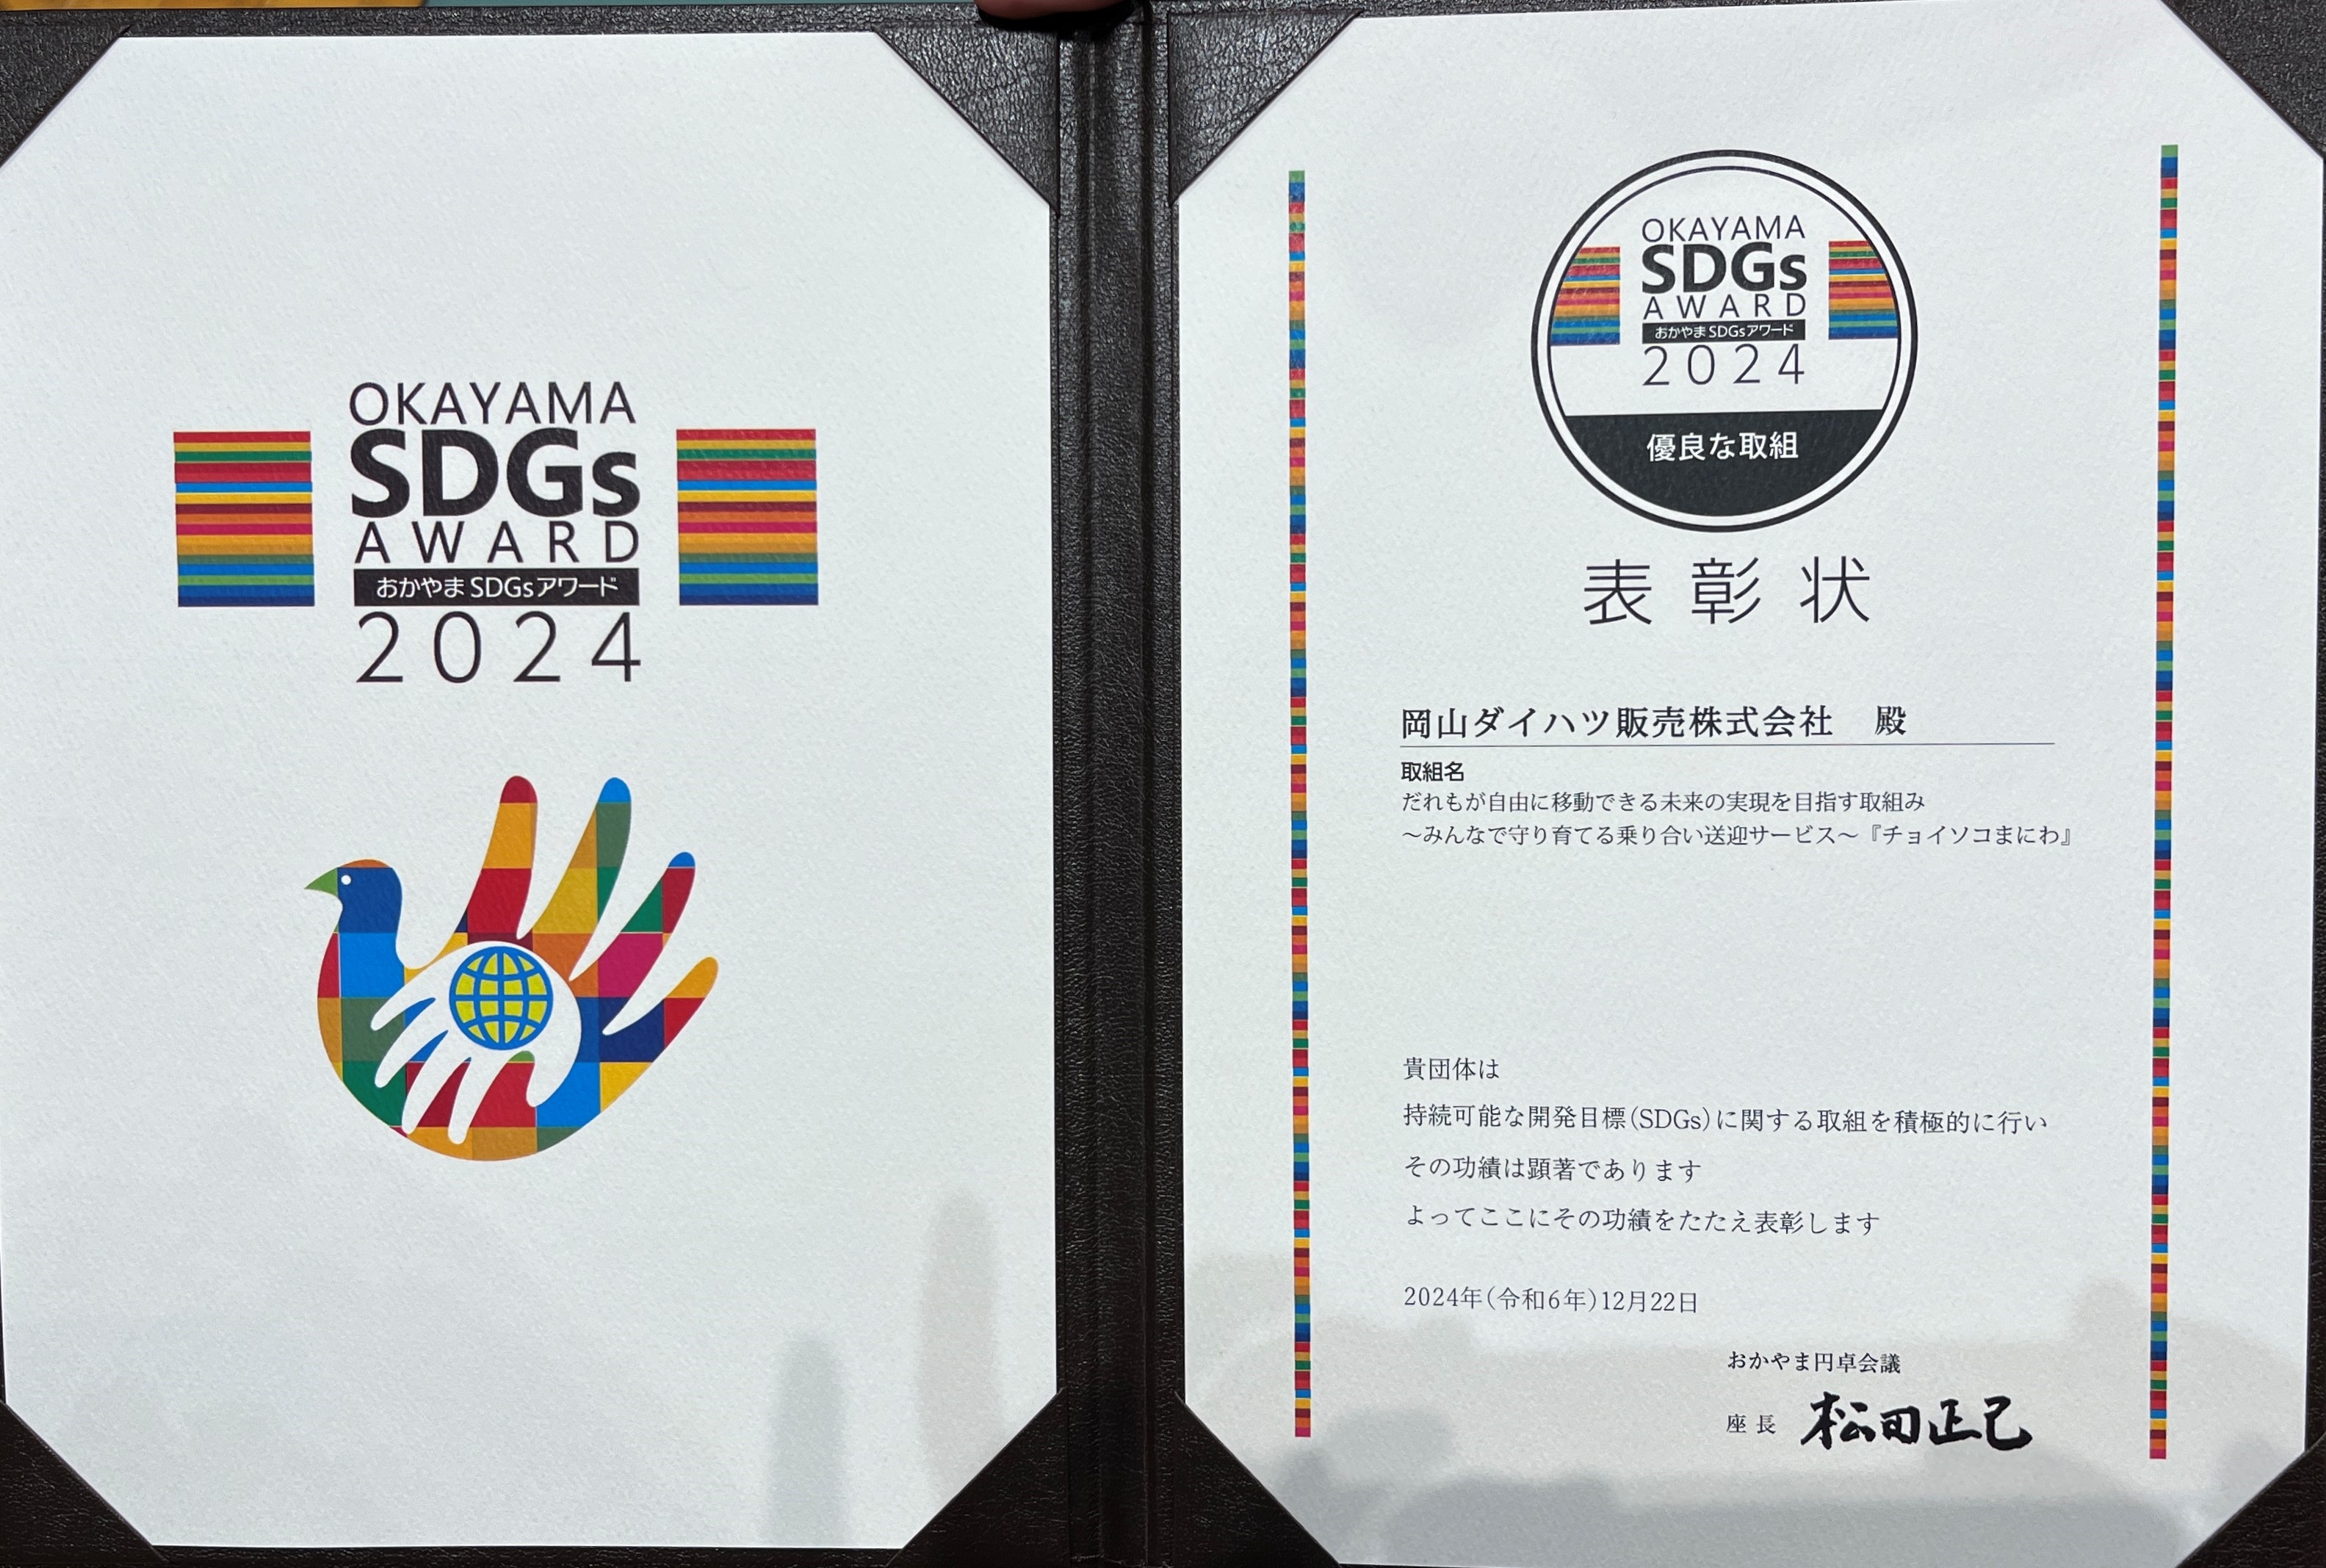 OKAYAMA
SDGs
AWARD
おかやまSDGsアワード
2024
OKAYAMA
SDGs
AWARD
おかやまSDGsアワード
2024
優良な取組
表彰状
岡山ダイハツ販売株式会社　殿
取組名
だれもが自由に移動できる未来の実現を目指す取組み
～みんなで守り育てる乗り合い送迎サービス～『チョイソコまにわ』
貴団体は
持続可能な開発目標(SDGs)に関する取組を積極的に行い
その功績は顕著であります
よってここにその功績をたたえ表彰します
2024年(令和6年)12月22日
おかやま円卓会議
座長　松田正己